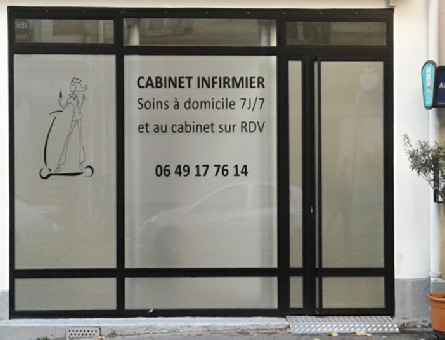 CABINET INFIRMIER
Soins à domicile 7J/7
et au cabinet sur RDV
06 49 17 76 14